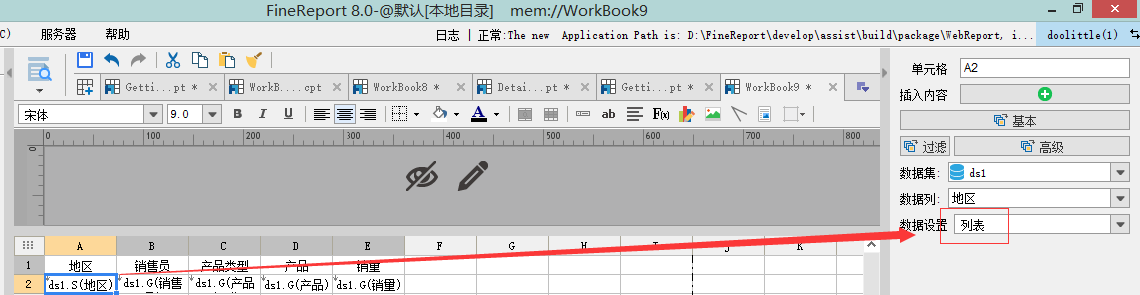 FineReport 8.0-@默认[本地目录] mem://WorkBook9
C) 服务器 帮助 日志 | 正常:The new Application Path is: D:\FineReport\develop\assist\build\package\WebReport, i... doolittle(1)
Getti...pt * WorkB....cpt WorkBook8 * Detai...pt * Getti...pt * WorkBook9 *
宋体 9.0 B I U ab F(x)
0 100 200 300 400 500 600 700 800
0
A B C D E F G H I J K
1 地区 销售员 产品类型 产品 销量
2 ds1.S(地区) ds1.G(销售 ds1.G(产品 ds1.G(产品) ds1.G(销量)
单元格 A2
插入内容
基本
过滤 高级
数据集: ds1
数据列: 地区
数据设置 列表